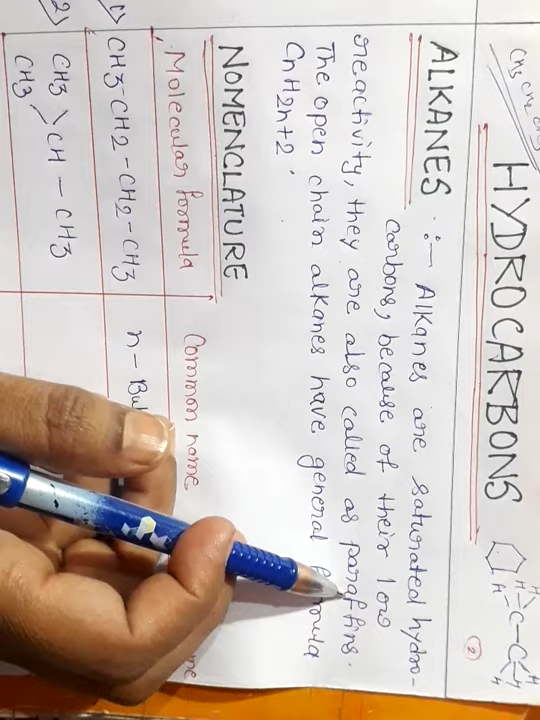 HYDROCARBONS
2
ALKANES :- Alkanes are saturated hydro-
carbons, because of their low
reactivity, they are also called as paraffins.
The open chain alkanes have general
CnH2n+2.
NOMENCLATURE
Molecular formula Common name
1) CH3-CH2-CH2-CH3 n-
2) CH3
CH3 > CH - CH3